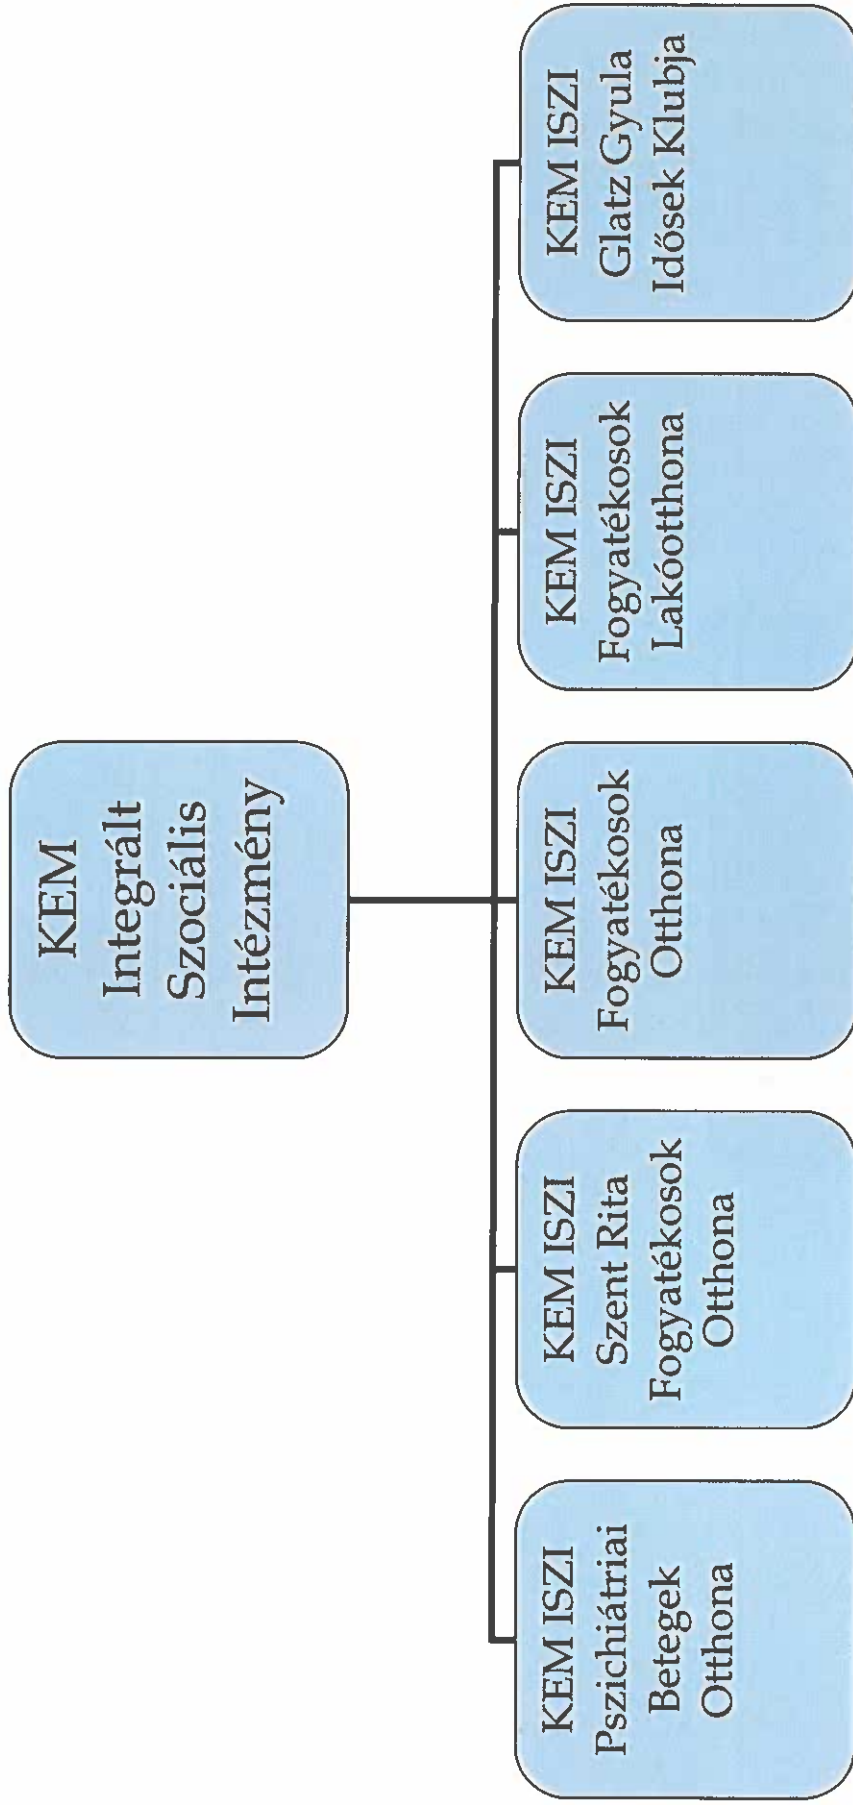 KEM
Integrált
Szociális
Intézmény
KEM ISZI
Pszichiátriai
Betegek
Otthona
KEM ISZI
Szent Rita
Fogyatékosok
Otthona
KEM ISZI
Fogyatékosok
Otthona
KEM ISZI
Fogyatékosok
Lakóotthona
KEM ISZI
Glatz Gyula
Idősek Klubja